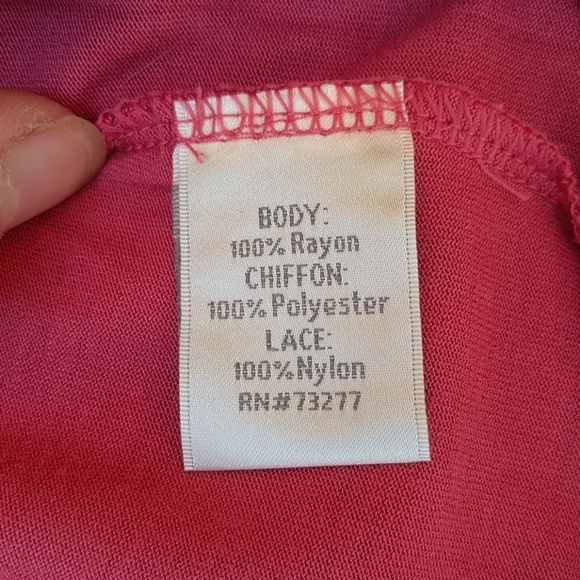 BODY:
100% Rayon
CHIFFON:
100% Polyester
LACE:
100% Nylon
RN#73277